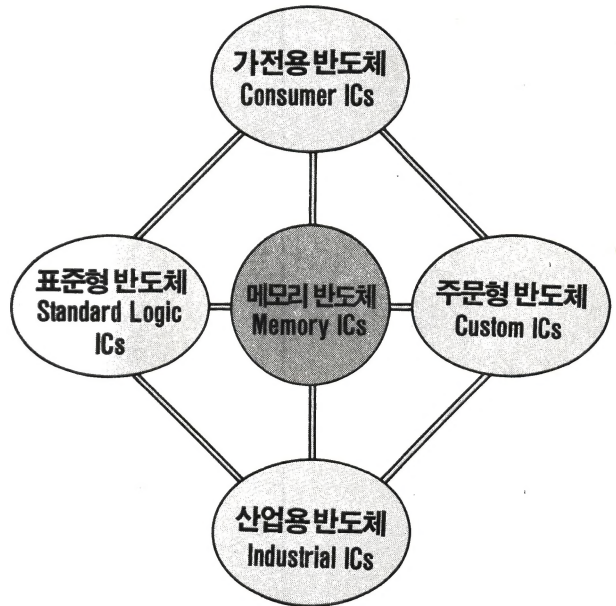 가전용 반도체
Consumer ICs
표준형 반도체
Standard Logic
ICs
메모리 반도체
Memory ICs
주문형 반도체
Custom ICs
산업용 반도체
Industrial ICs